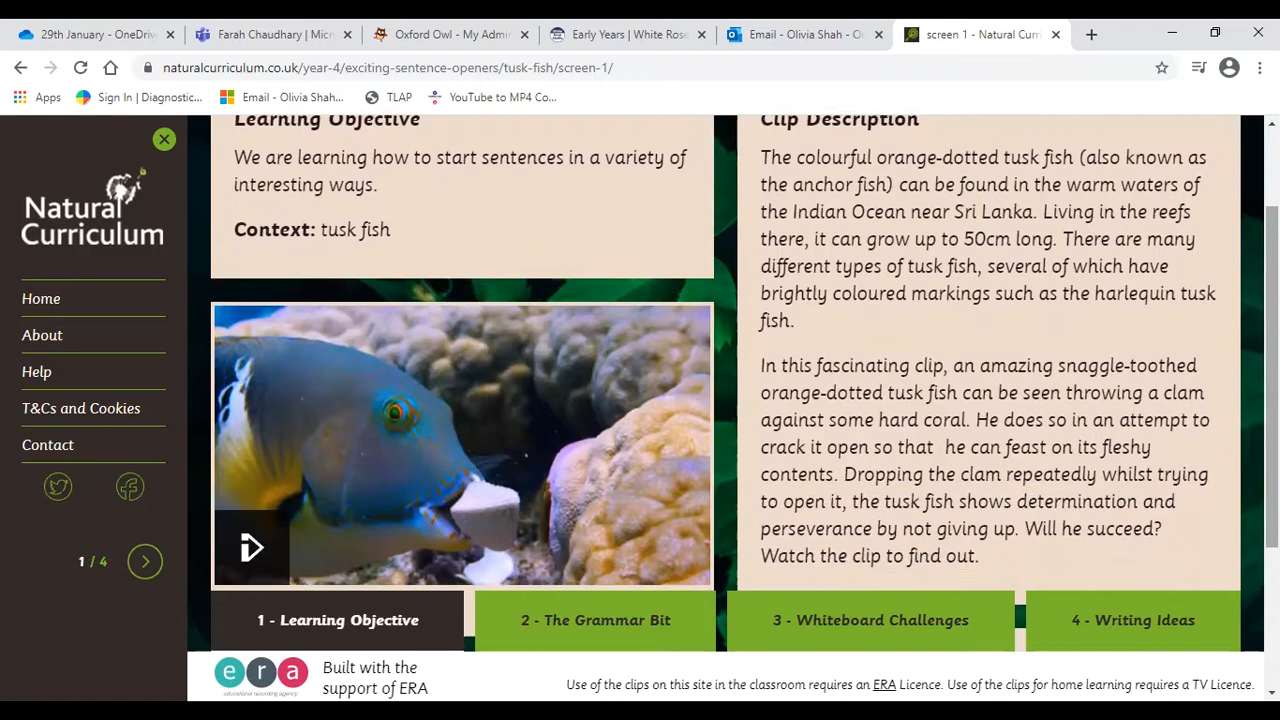 29th January - OneDriv
Farah Chaudhary | Micr
Oxford Owl - My Admi
Early Years | White Rose
Email - Olivia Shah - Ou
screen 1 - Natural Curri
naturalcurriculum.co.uk/year-4/exciting-sentence-openers/tusk-fish/screen-1/
Apps
Sign In | Diagnostic...
Email - Olivia Shah...
TLAP
YouTube to MP4 Co...
Natural
Curriculum
Home
About
Help
T&Cs and Cookies
Contact
1 / 4
Learning Objective
We are learning how to start sentences in a variety of
interesting ways.
Context: tusk fish
Clip Description
The colourful orange-dotted tusk fish (also known as
the anchor fish) can be found in the warm waters of
the Indian Ocean near Sri Lanka. Living in the reefs
there, it can grow up to 50cm long. There are many
different types of tusk fish, several of which have
brightly coloured markings such as the harlequin tusk
fish.
In this fascinating clip, an amazing snaggle-toothed
orange-dotted tusk fish can be seen throwing a clam
against some hard coral. He does so in an attempt to
crack it open so that he can feast on its fleshy
contents. Dropping the clam repeatedly whilst trying
to open it, the tusk fish shows determination and
perseverance by not giving up. Will he succeed?
Watch the clip to find out.
1 - Learning Objective
2 - The Grammar Bit
3 - Whiteboard Challenges
4 - Writing Ideas
era
educational recording agency
Built with the
support of ERA
Use of the clips on this site in the classroom requires an ERA Licence. Use of the clips for home learning requires a TV Licence.